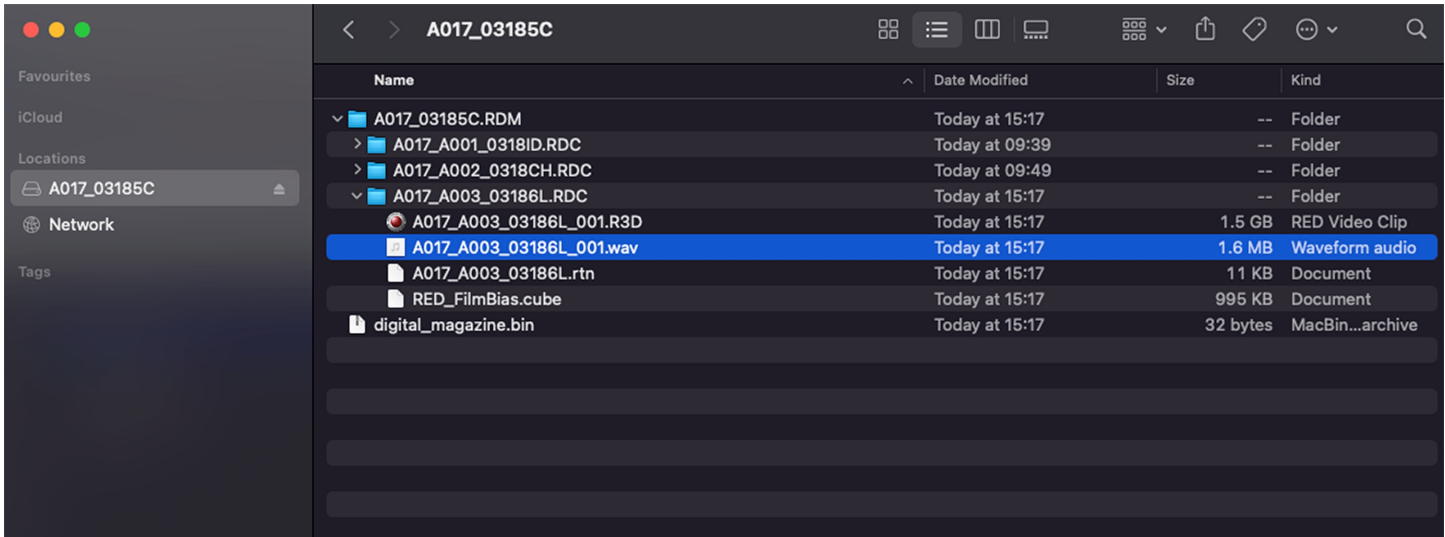 A017_03185C
Favourites
iCloud
Locations
A017_03185C
Network
Tags
Name Date Modified Size Kind
A017_03185C.RDM Today at 15:17 -- Folder
A017_A001_0318ID.RDC Today at 09:39 -- Folder
A017_A002_0318CH.RDC Today at 09:49 -- Folder
A017_A003_03186L.RDC Today at 15:17 -- Folder
A017_A003_03186L_001.R3D Today at 15:17 1.5 GB RED Video Clip
A017_A003_03186L_001.wav Today at 15:17 1.6 MB Waveform audio
A017_A003_03186L.rtn Today at 15:17 11 KB Document
RED_FilmBias.cube Today at 15:17 995 KB Document
digital_magazine.bin Today at 15:17 32 bytes MacBin...archive